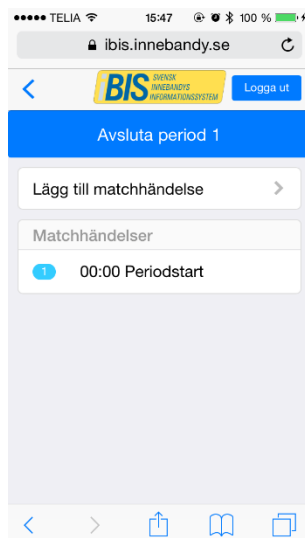 TELIA 15:47 100 %
ibis.innebandy.se
IBIS SVENSK INNEBANDYS INFORMATIONSSYSTEM
Logga ut
Avsluta period 1
Lägg till matchhändelse
Matchhändelser
1 00:00 Periodstart